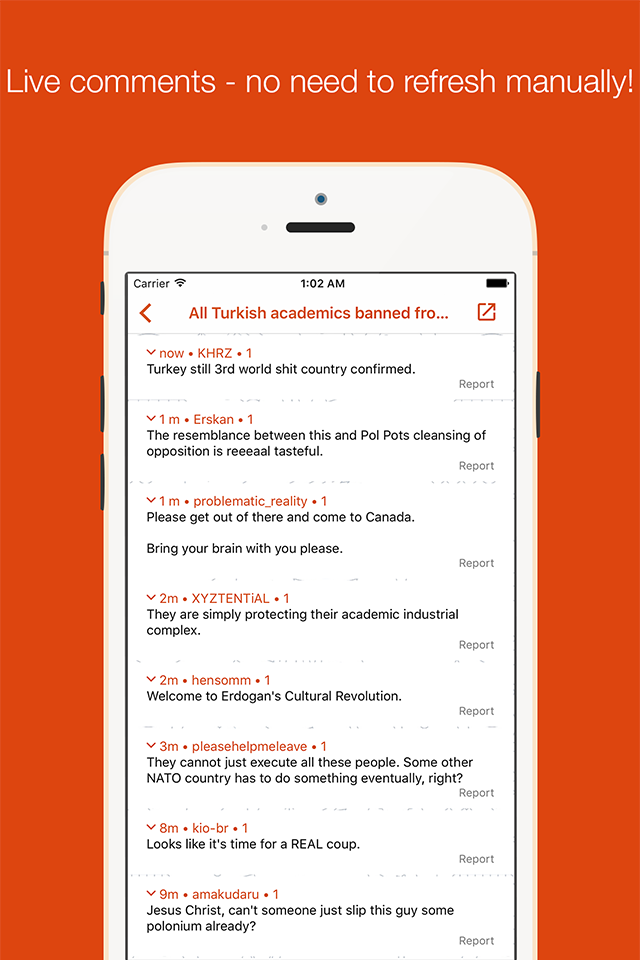 Live comments - no need to refresh manually!
Carrier 1:02 AM
All Turkish academics banned fro...
now • KHRZ • 1
Turkey still 3rd world shit country confirmed.
Report
1 m • Erskan • 1
The resemblance between this and Pol Pots cleansing of
opposition is reeeaal tasteful.
Report
1 m • problematic_reality • 1
Please get out of there and come to Canada.
Bring your brain with you please.
Report
2m • XYZTENTiAL • 1
They are simply protecting their academic industrial
complex.
Report
2m • hensomm • 1
Welcome to Erdogan's Cultural Revolution.
Report
3m • pleasehelpmeleave • 1
They cannot just execute all these people. Some other
NATO country has to do something eventually, right?
Report
8m • kio-br • 1
Looks like it's time for a REAL coup.
Report
9m • amakudaru • 1
Jesus Christ, can't someone just slip this guy some
polonium already?
Report